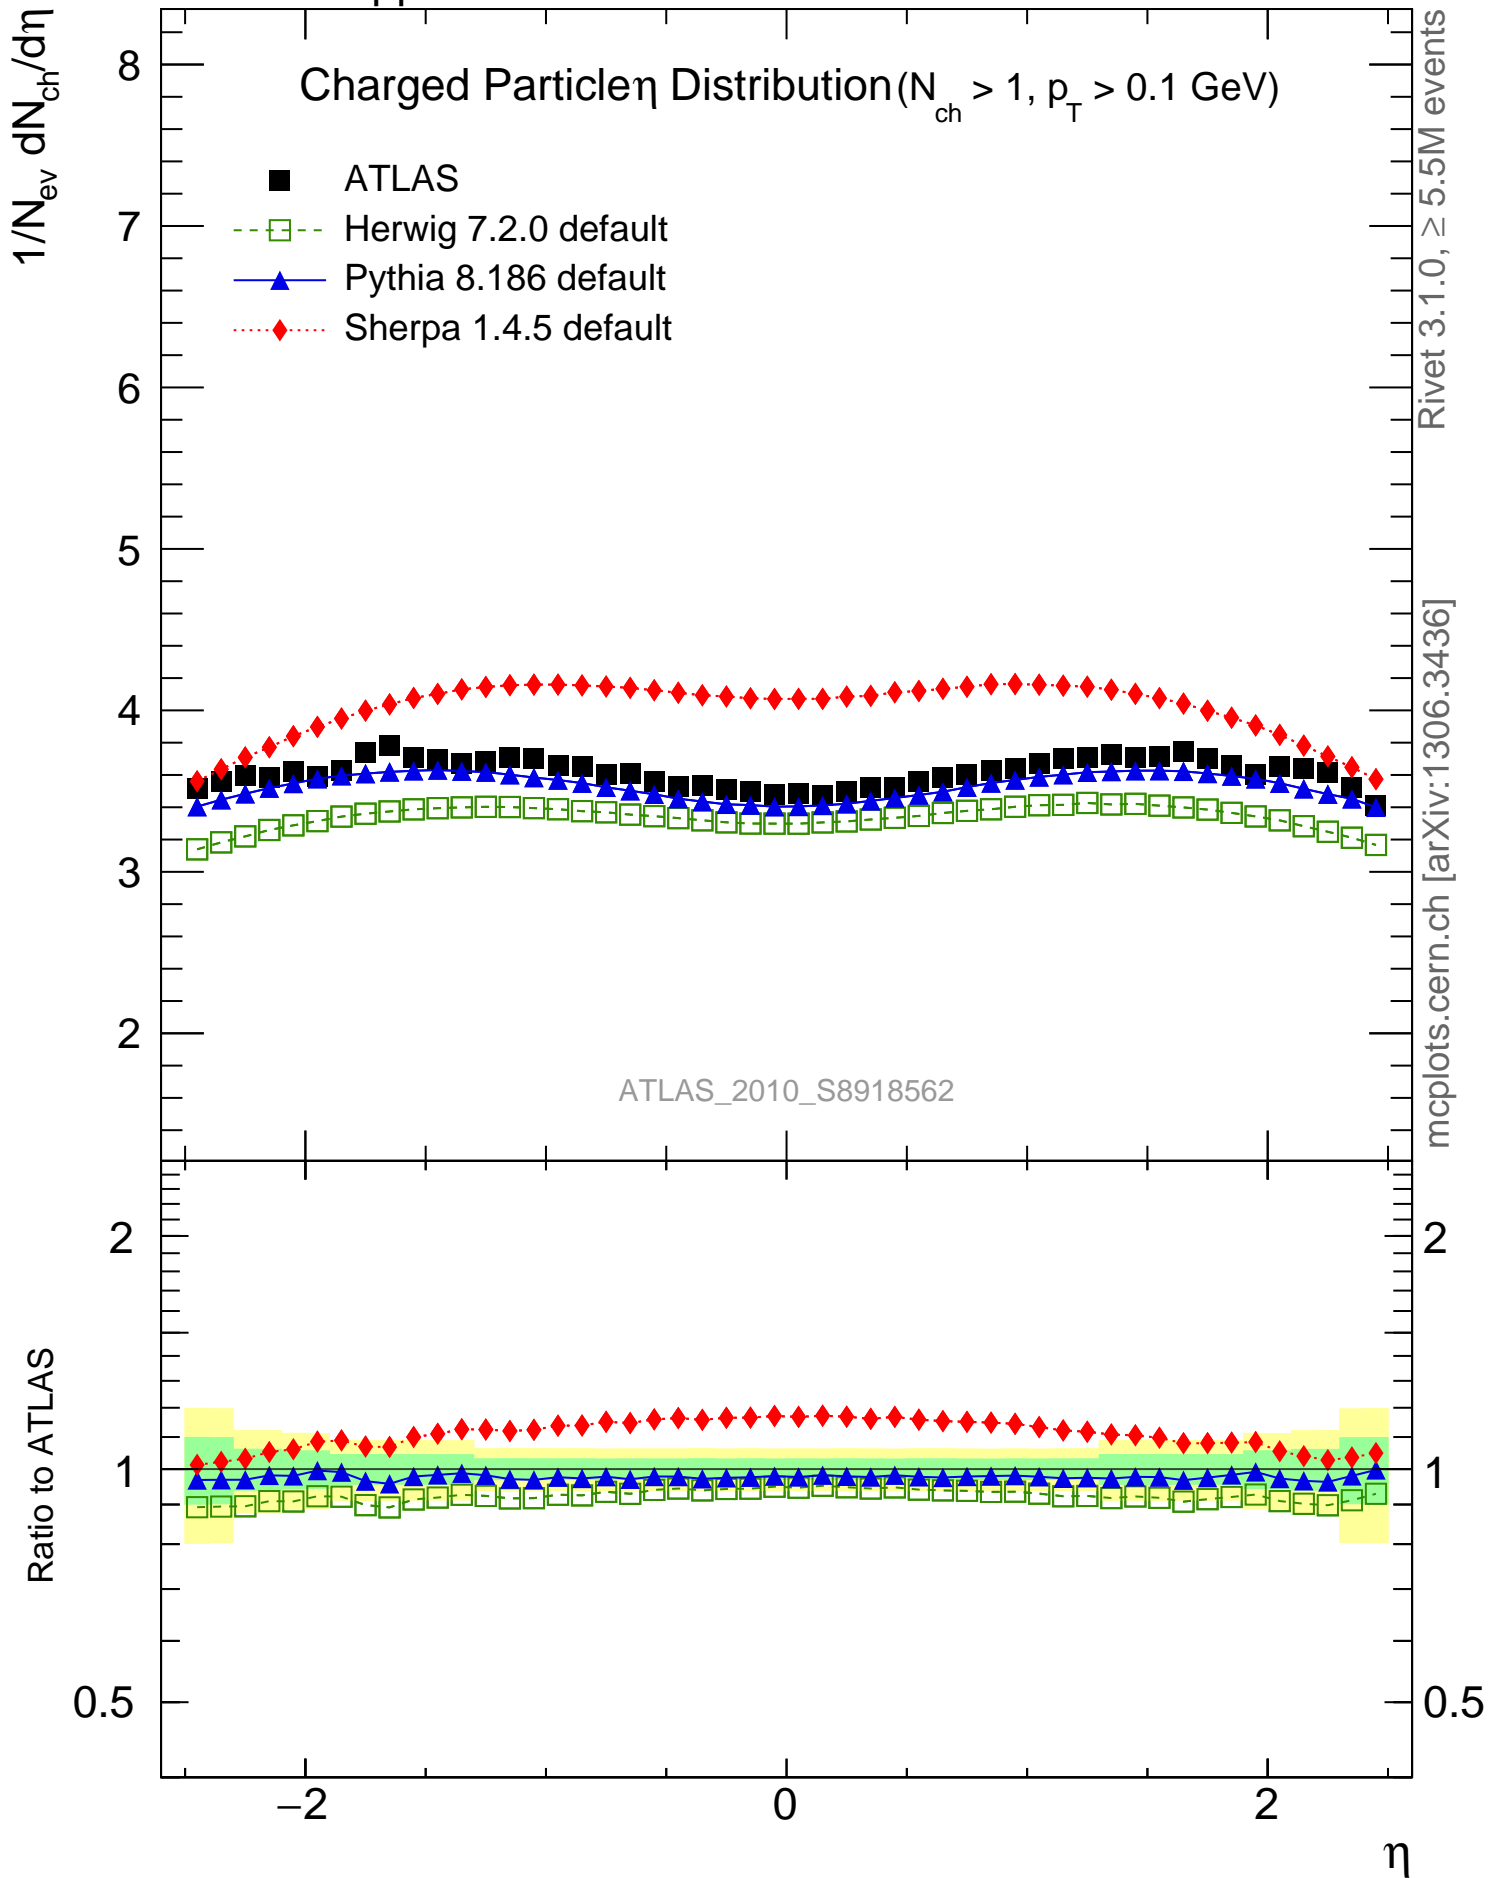 pp
1/N_ev dN_ch/dη
Charged Particle η Distribution (N_ch > 1, p_T > 0.1 GeV)
ATLAS
Herwig 7.2.0 default
Pythia 8.186 default
Sherpa 1.4.5 default
8
7
6
5
4
3
2
ATLAS_2010_S8918562
Rivet 3.1.0, ≥ 5.5M events
mcplots.cern.ch [arXiv:1306.3436]
Ratio to ATLAS
2
1
0.5
2
1
0.5
−2
0
2
η